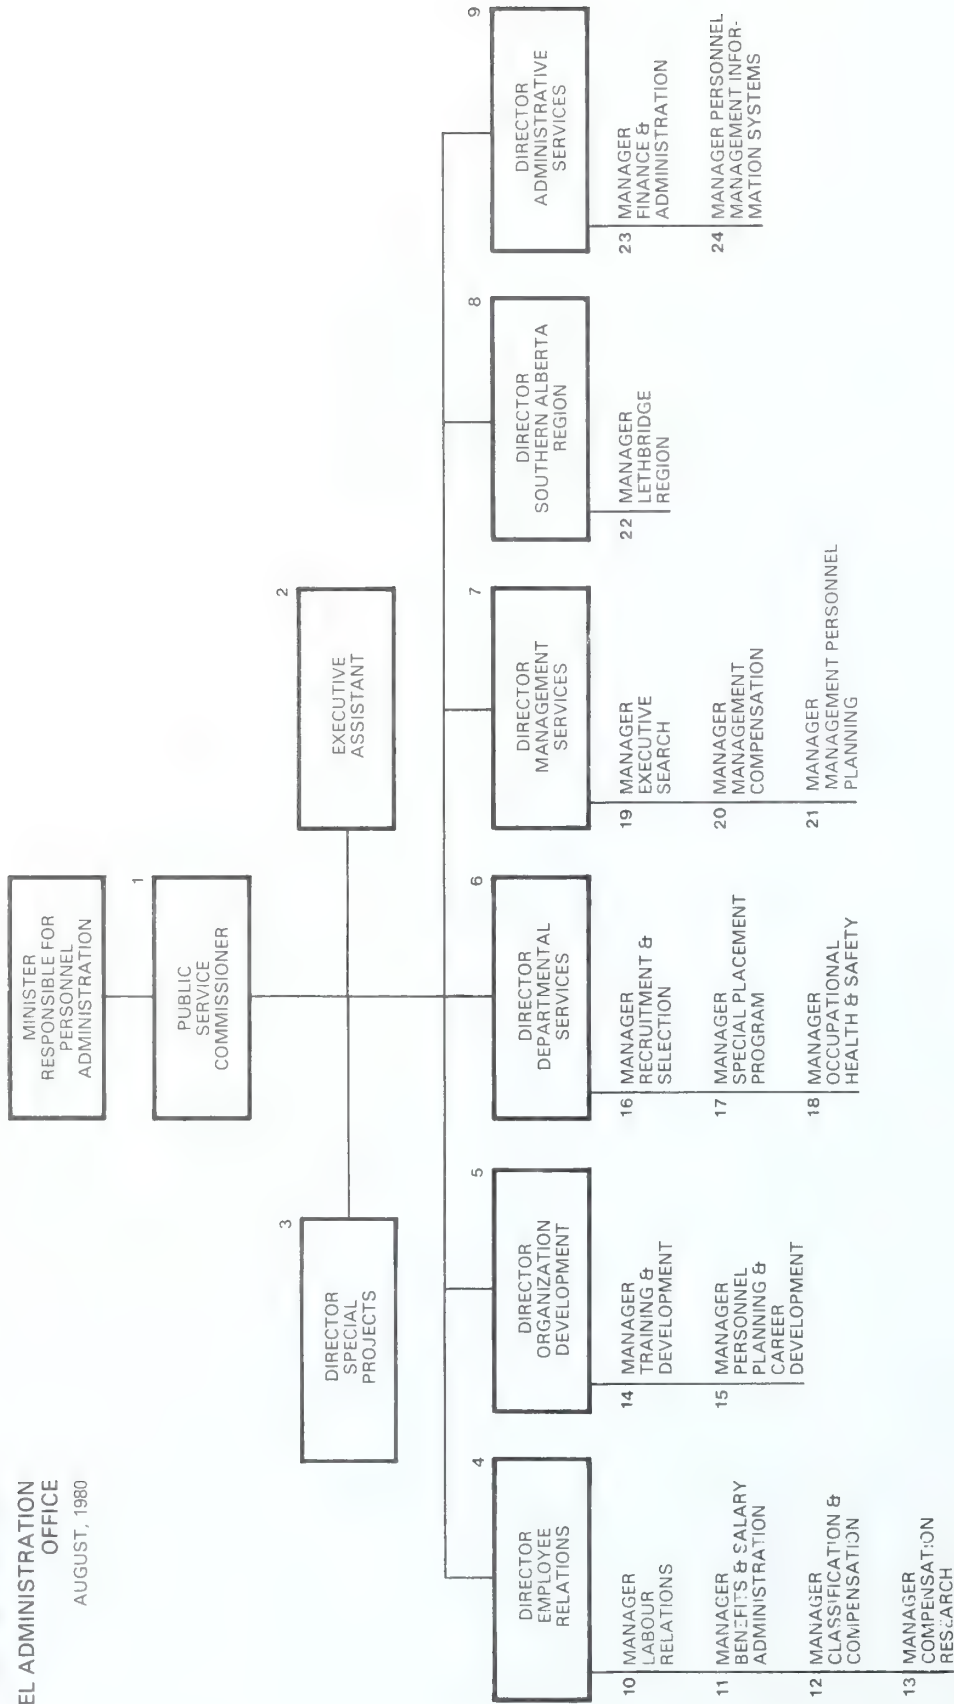 EL ADMINISTRATION
OFFICE
AUGUST, 1980
MINISTER
RESPONSIBLE FOR
PERSONNEL
ADMINISTRATION
1
PUBLIC
SERVICE
COMMISSIONER
2
EXECUTIVE
ASSISTANT
3
DIRECTOR
SPECIAL
PROJECTS
4
DIRECTOR
EMPLOYEE
RELATIONS
10 MANAGER
LABOUR
RELATIONS
11 MANAGER
BENEFITS & SALARY
ADMINISTRATION
12 MANAGER
CLASSIFICATION &
COMPENSATION
13 MANAGER
COMPENSATION
RESEARCH
5
DIRECTOR
ORGANIZATION
DEVELOPMENT
14 MANAGER
TRAINING &
DEVELOPMENT
15 MANAGER
PERSONNEL
PLANNING &
CAREER
DEVELOPMENT
6
DIRECTOR
DEPARTMENTAL
SERVICES
16 MANAGER
RECRUITMENT &
SELECTION
17 MANAGER
SPECIAL PLACEMENT
PROGRAM
18 MANAGER
OCCUPATIONAL
HEALTH & SAFETY
7
DIRECTOR
MANAGEMENT
SERVICES
19 MANAGER
EXECUTIVE
SEARCH
20 MANAGER
MANAGEMENT
COMPENSATION
21 MANAGER
MANAGEMENT PERSONNEL
PLANNING
8
DIRECTOR
SOUTHERN ALBERTA
REGION
22 MANAGER
LETHBRIDGE
REGION
9
DIRECTOR
ADMINISTRATIVE
SERVICES
23 MANAGER
FINANCE &
ADMINISTRATION
24 MANAGER PERSONNEL
MANAGEMENT INFOR-
MATION SYSTEMS